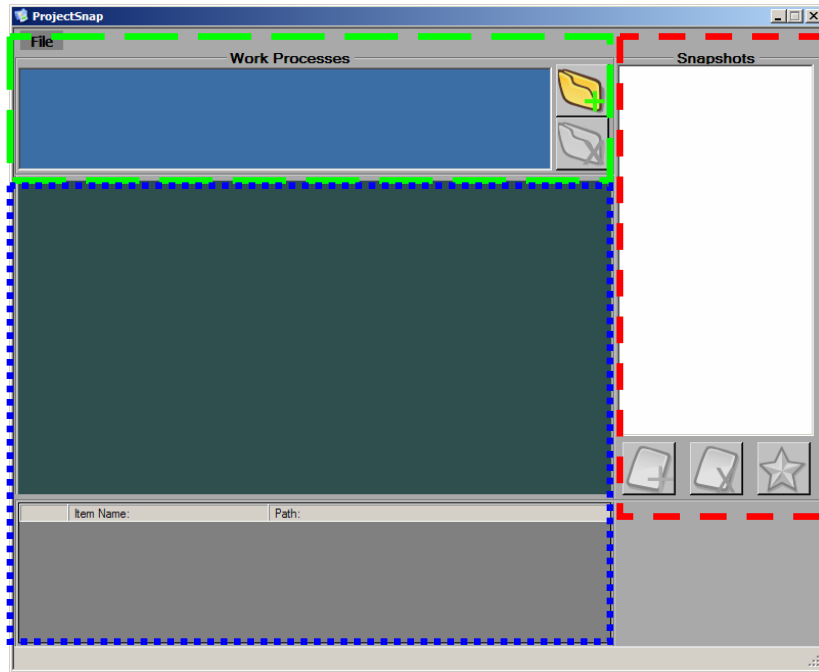 ProjectSnap
File
Work Processes
Snapshots
Item Name: Path: